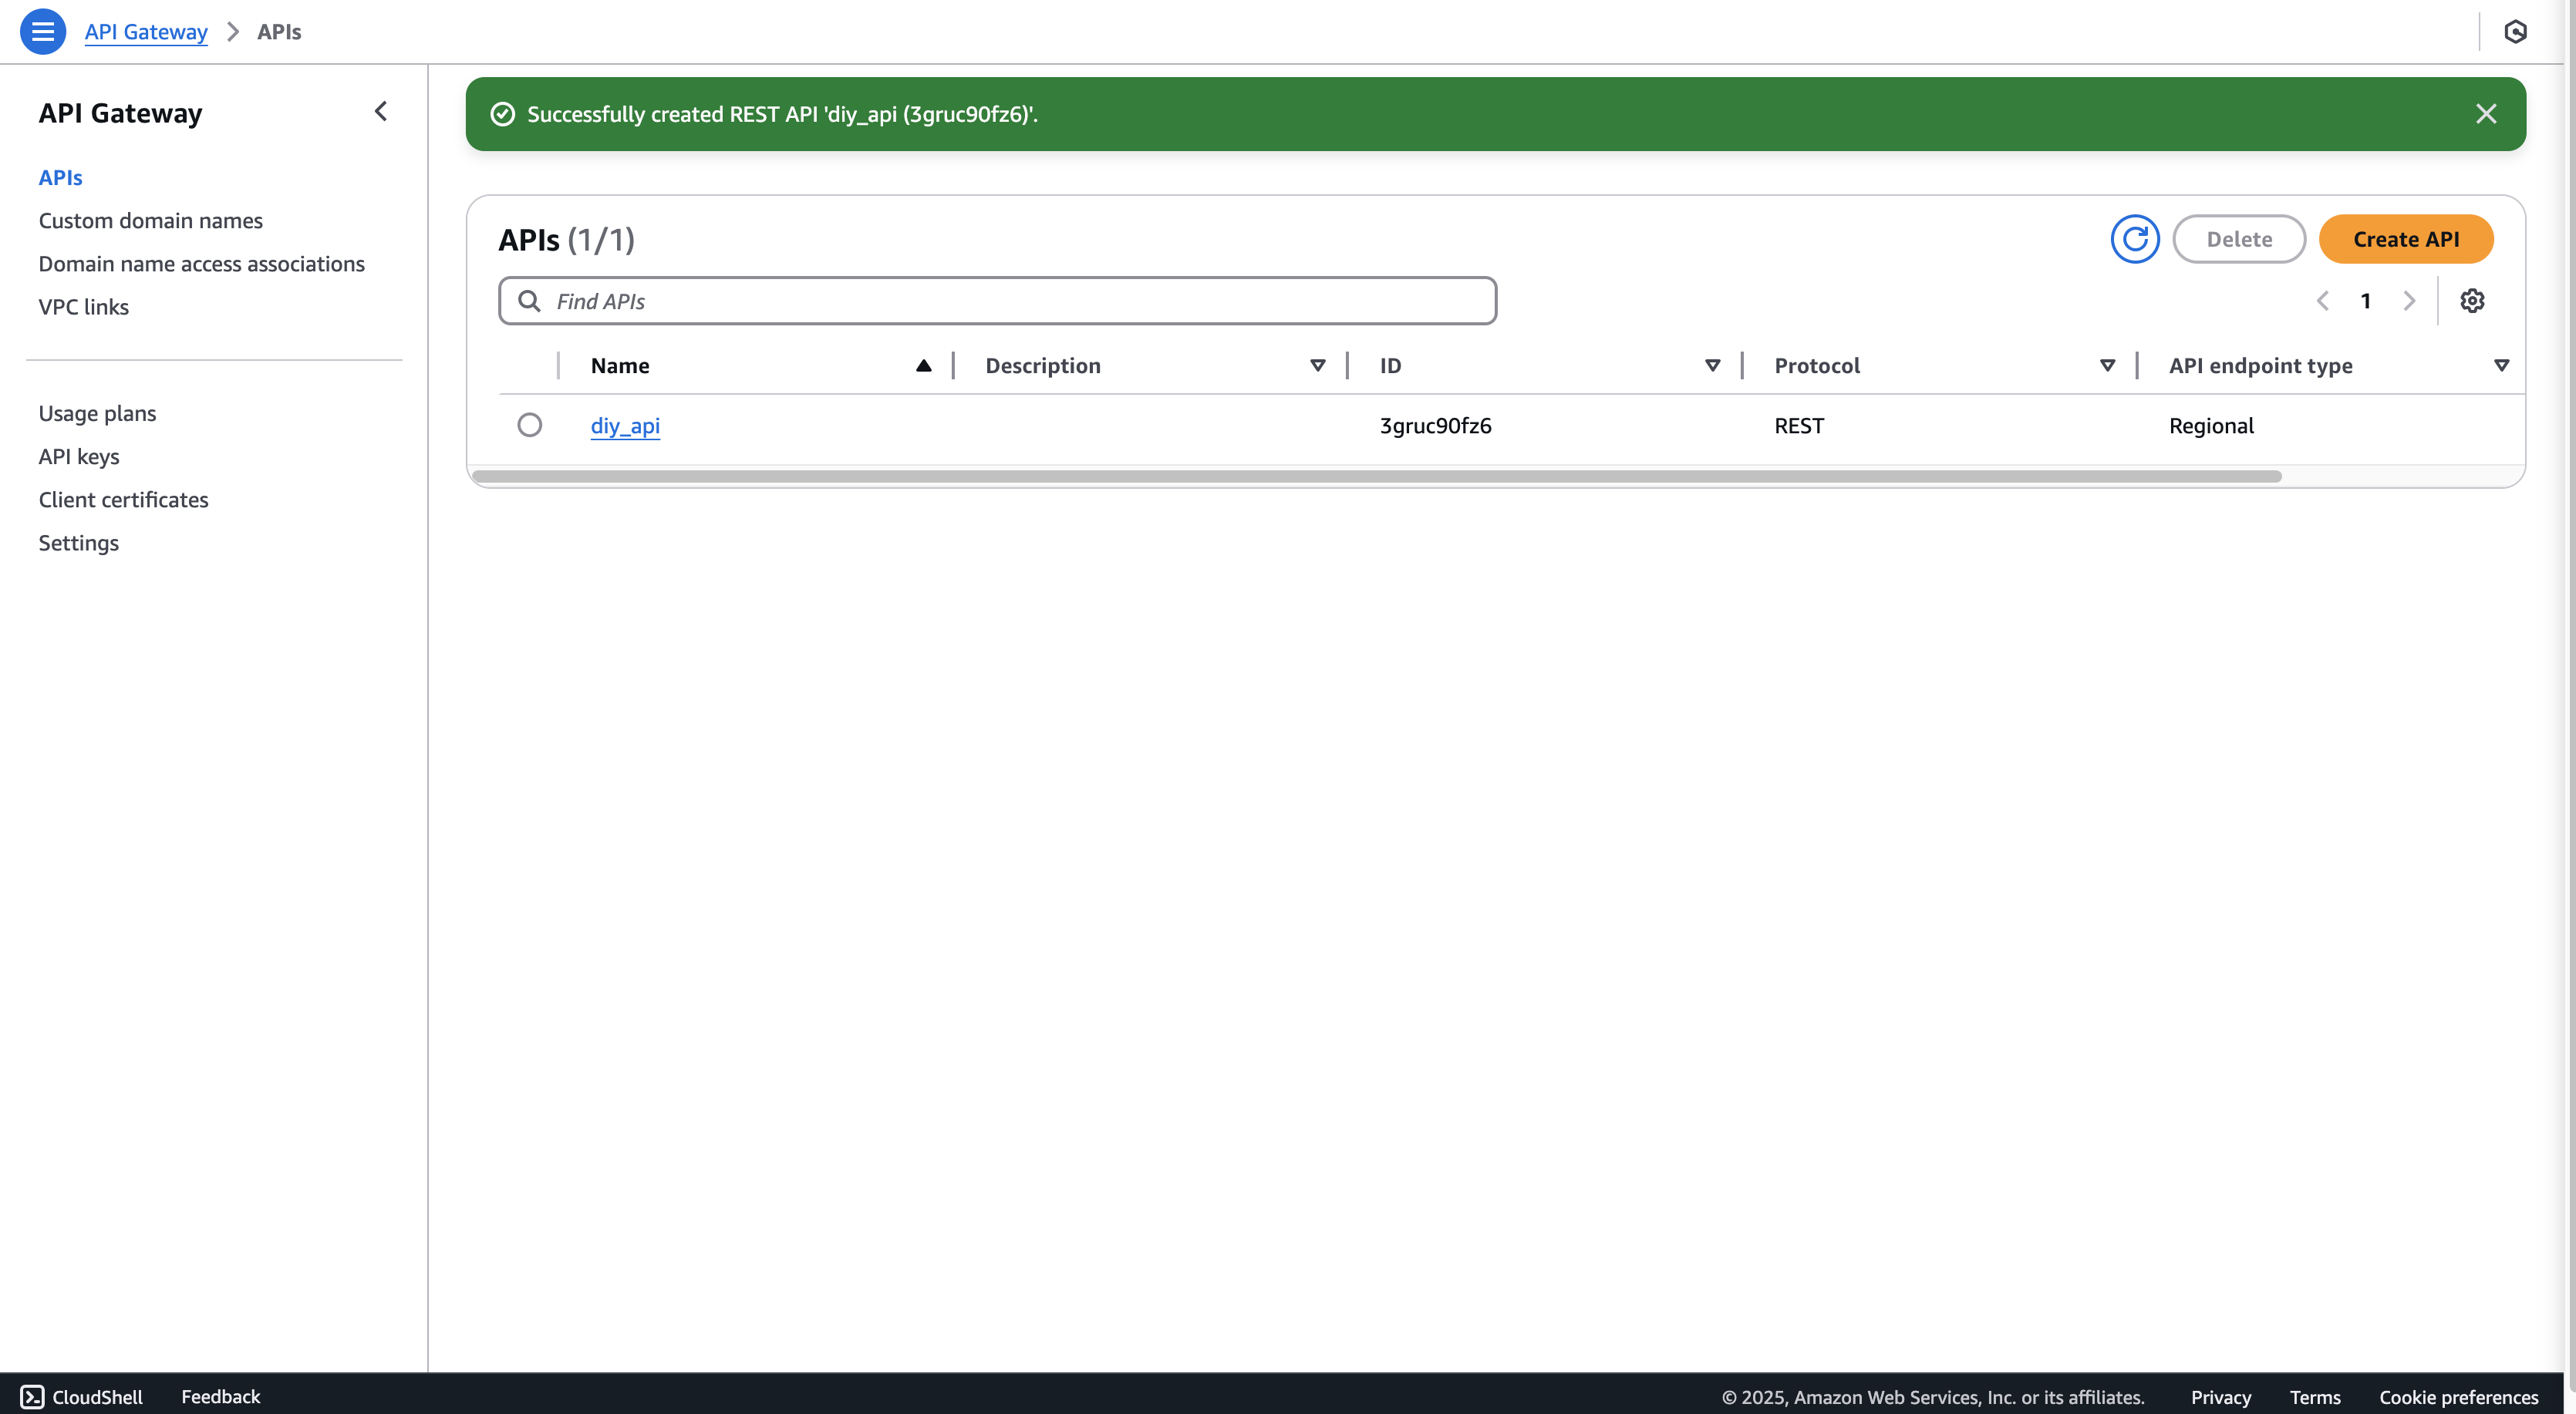 API Gateway > APIs
API Gateway
APIs
Custom domain names
Domain name access associations
VPC links
Usage plans
API keys
Client certificates
Settings
Successfully created REST API 'diy_api (3gruc90fz6)'.
APIs (1/1)
Delete
Create API
Find APIs
1
Name Description ID Protocol API endpoint type
diy_api 3gruc90fz6 REST Regional
CloudShell Feedback © 2025, Amazon Web Services, Inc. or its affiliates. Privacy Terms Cookie preferences